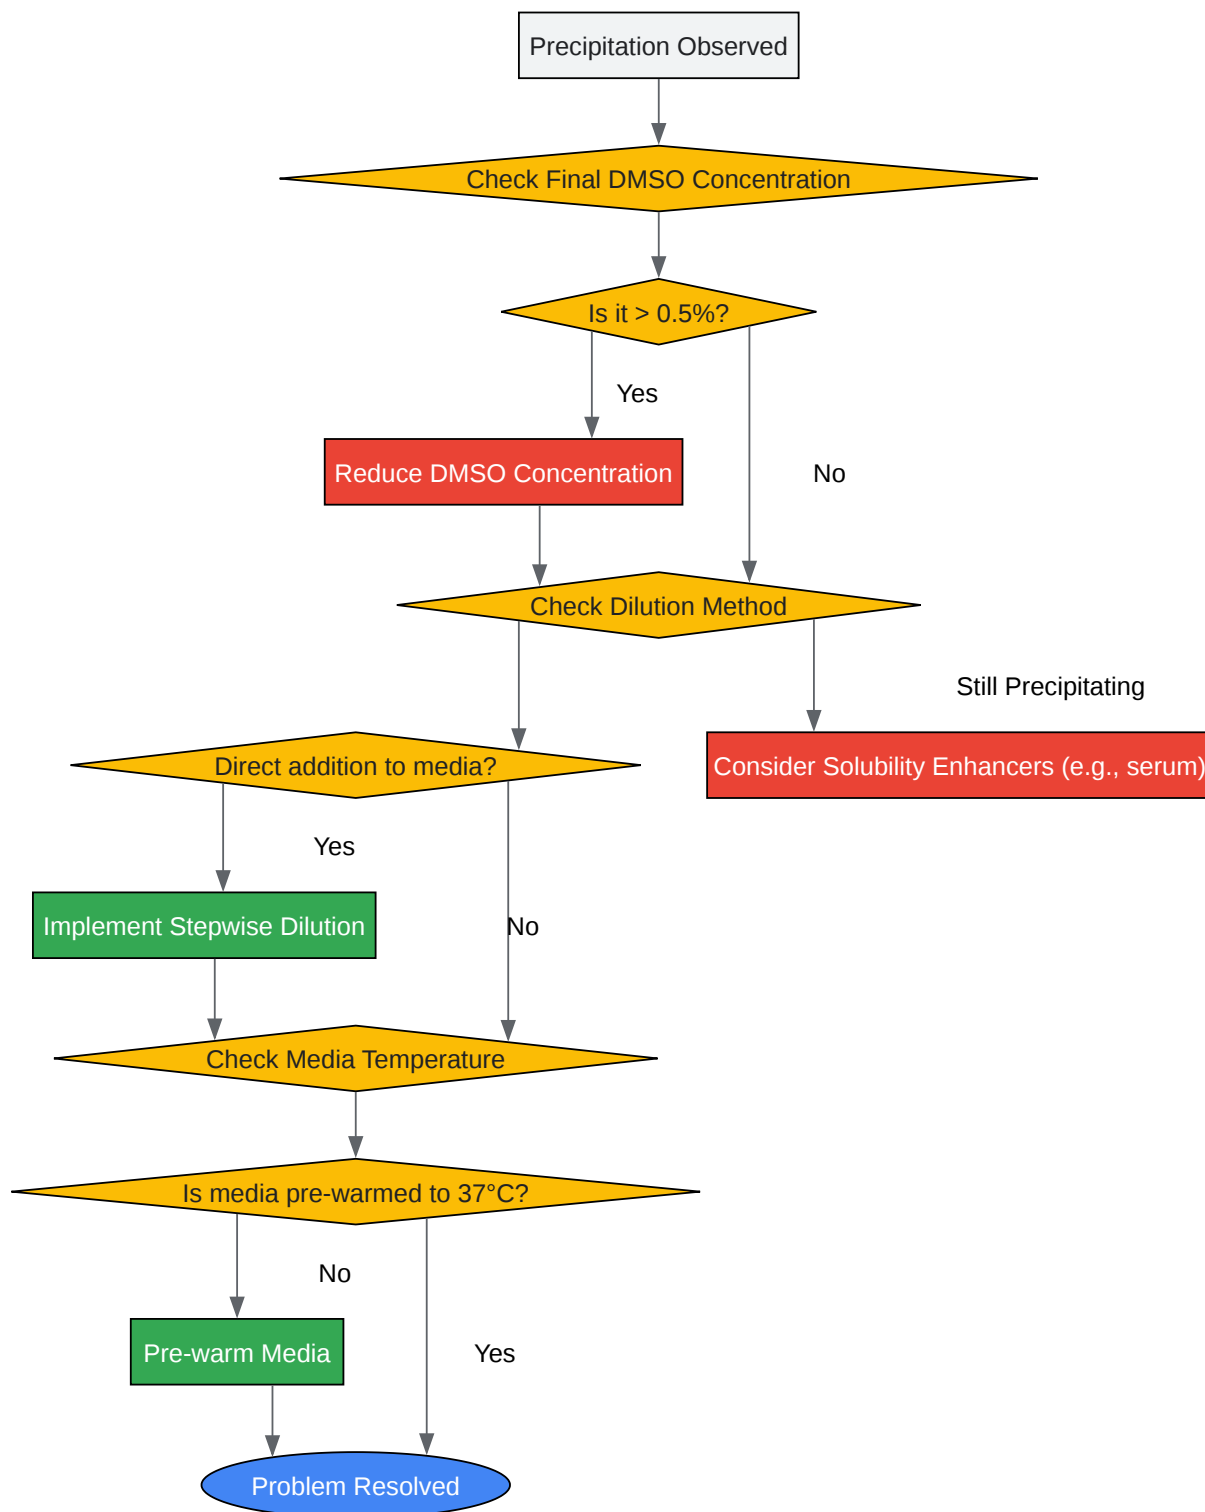 Precipitation Observed
Check Final DMSO Concentration
Is it > 0.5%?
Yes
Reduce DMSO Concentration
No
Check Dilution Method
Still Precipitating
Direct addition to media?
Consider Solubility Enhancers (e.g., serum)
Yes
Implement Stepwise Dilution
No
Check Media Temperature
Is media pre-warmed to 37°C?
No
Pre-warm Media
Yes
Problem Resolved